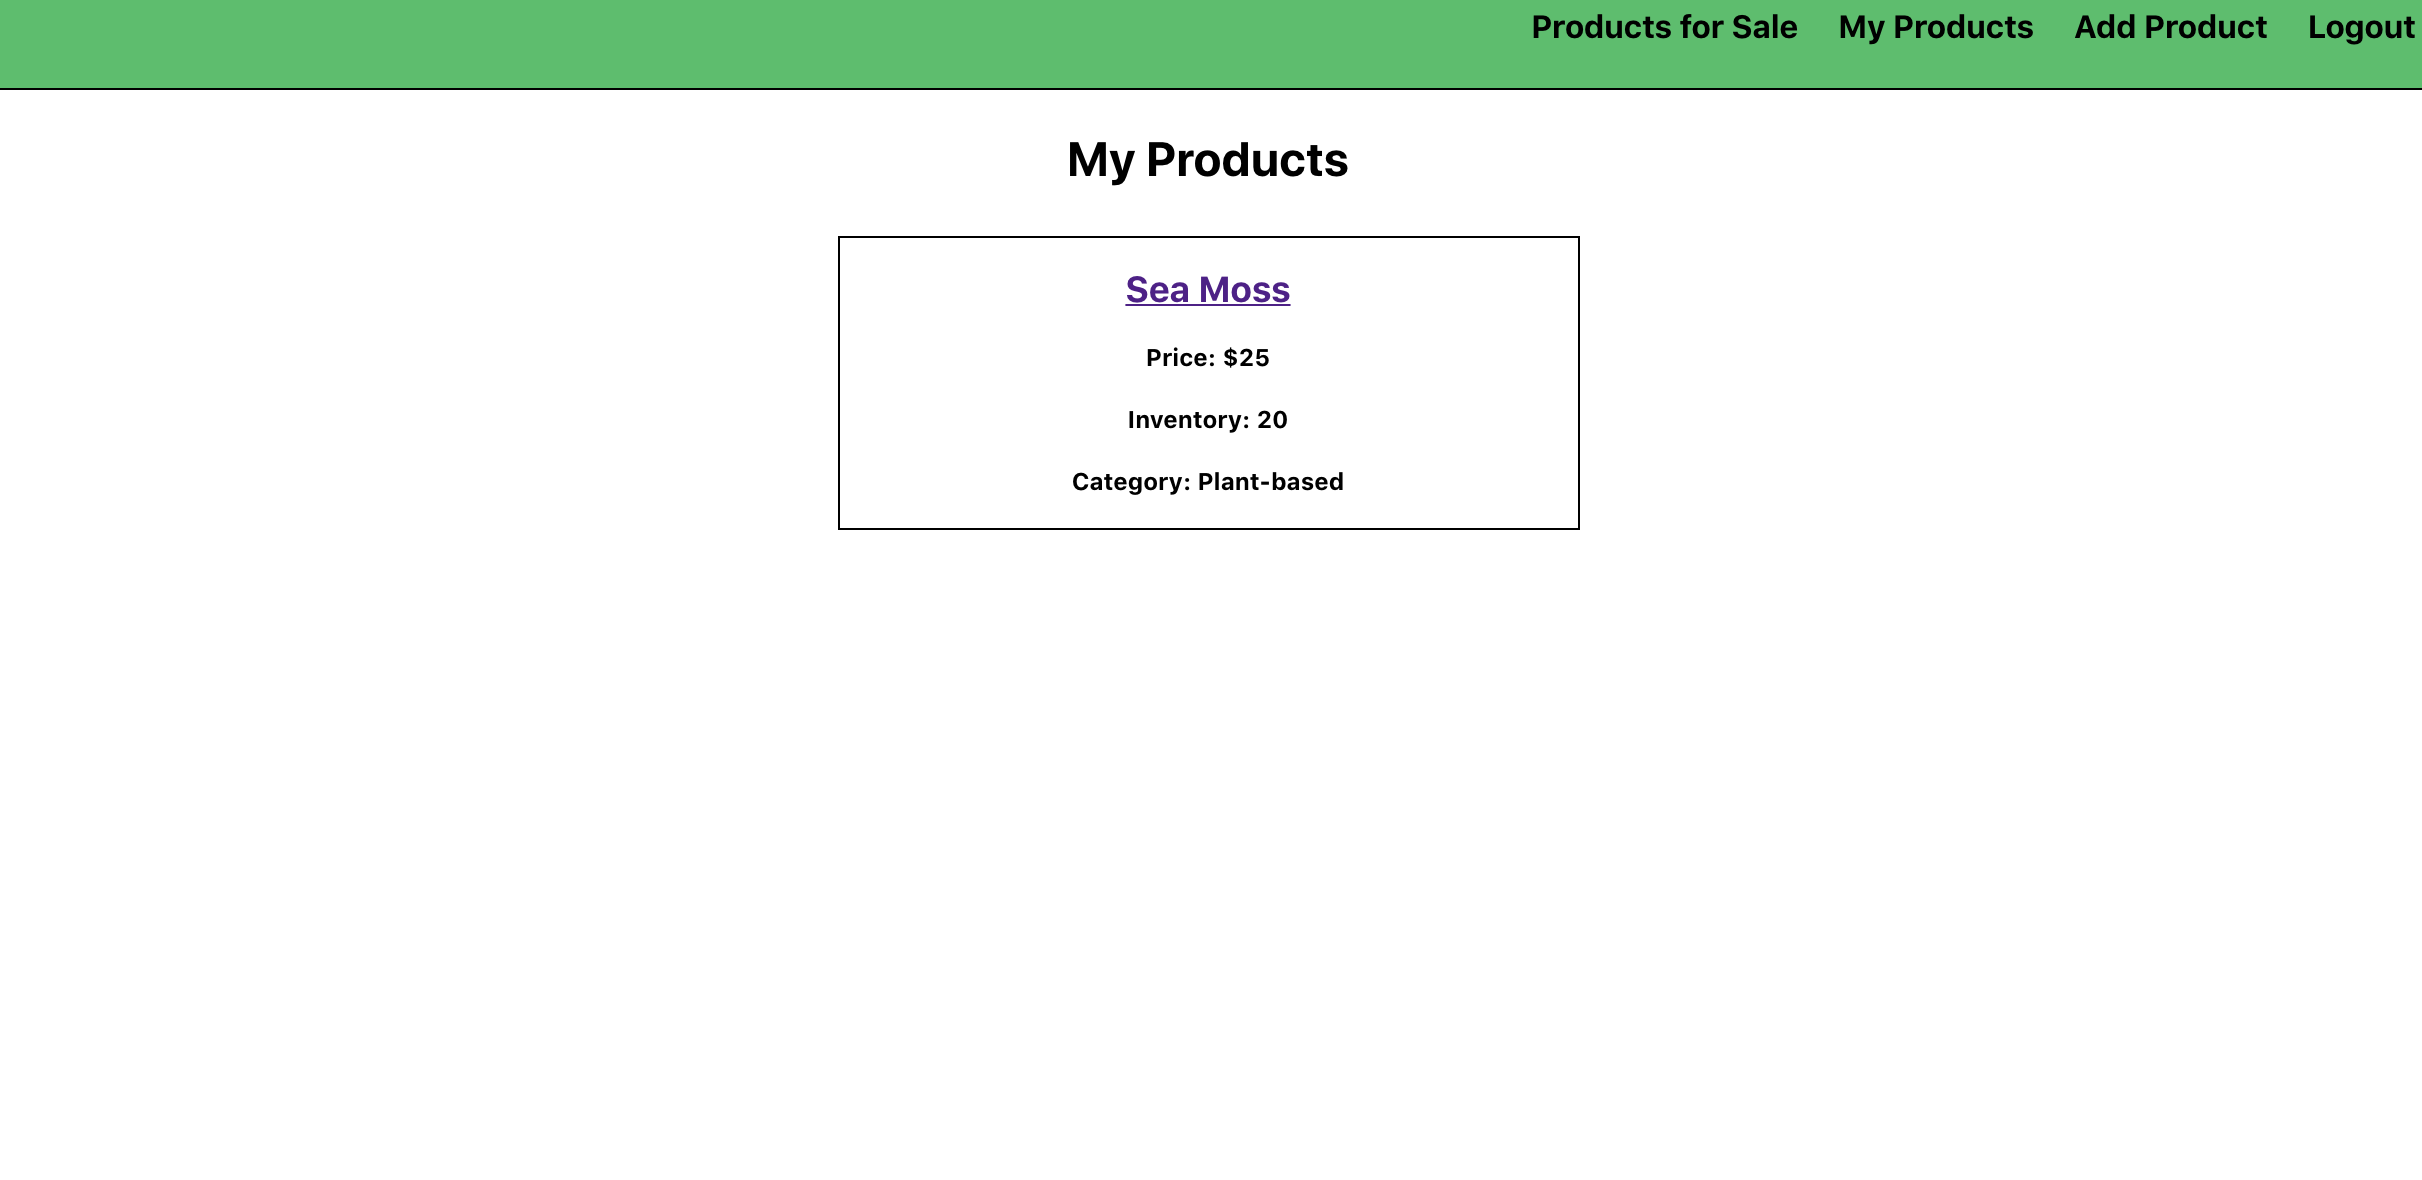 Products for Sale My Products Add Product Logout
My Products
Sea Moss
Price: $25
Inventory: 20
Category: Plant-based